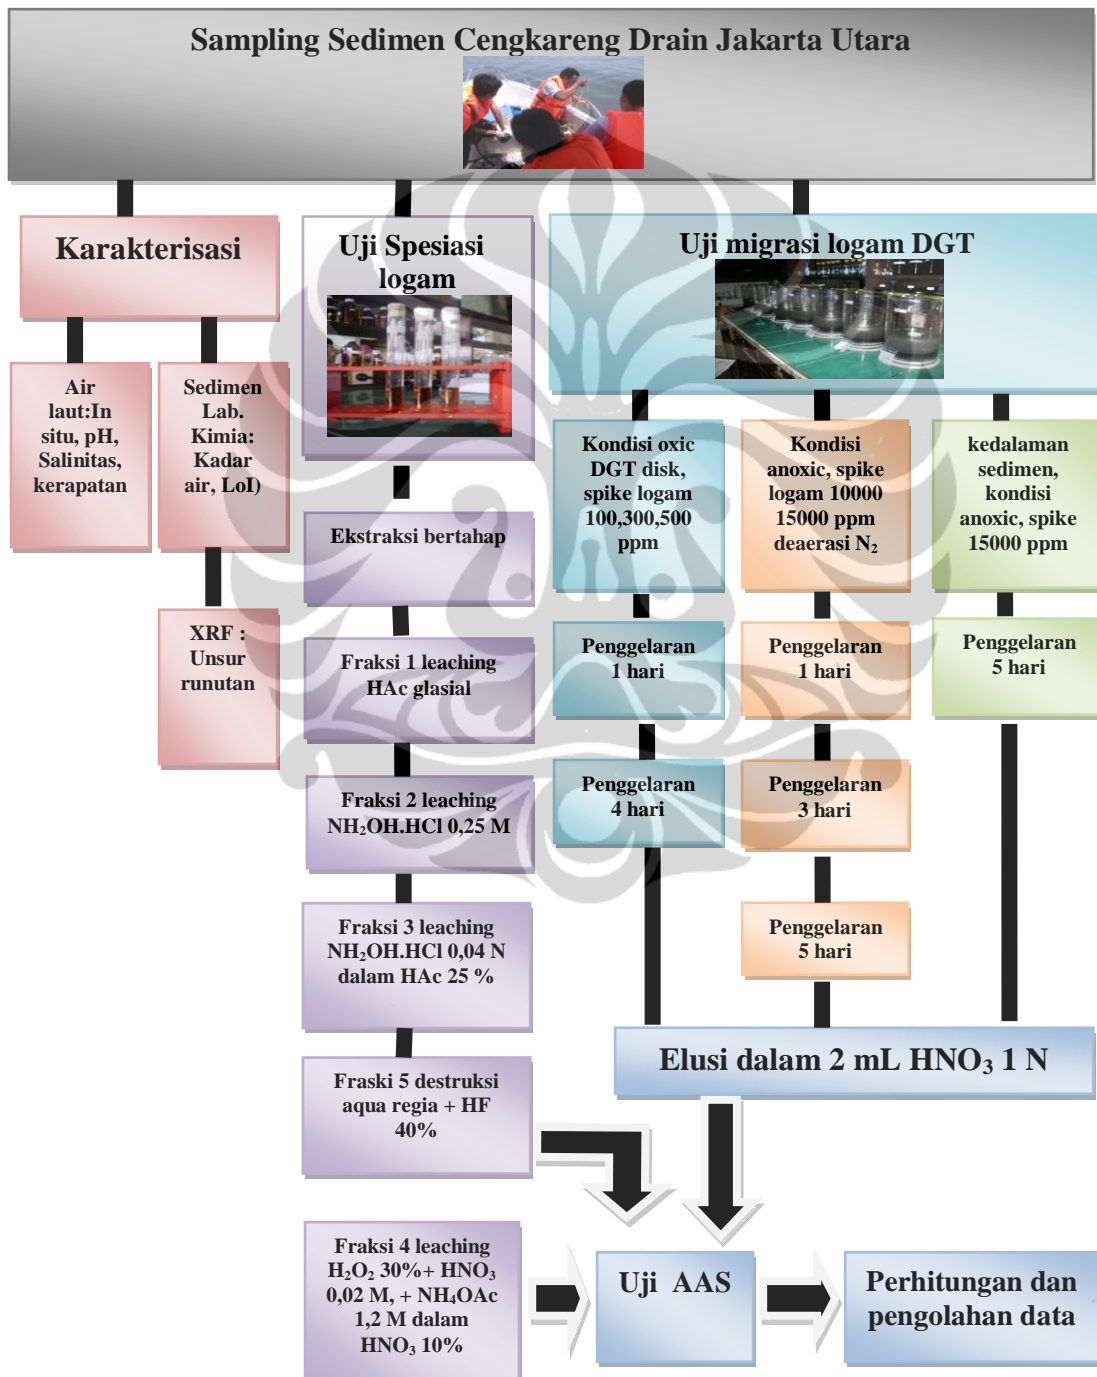 Sampling Sedimen Cengkareng Drain Jakarta Utara
Karakterisasi
Air
laut:In
situ, pH,
Salinitas,
kerapatan
Sedimen
Lab.
Kimia:
Kadar
air, LoI)
XRF :
Unsur
runutan
Uji Spesiasi
logam
Ekstraksi bertahap
Fraksi 1 leaching
HAc glasial
Fraksi 2 leaching
NH₂OH.HCl 0,25 M
Fraksi 3 leaching
NH₂OH.HCl 0,04 N
dalam HAc 25 %
Fraski 5 destruksi
aqua regia + HF
40%
Fraksi 4 leaching
H₂O₂ 30%+ HNO₃
0,02 M, + NH₄OAc
1,2 M dalam
HNO₃ 10%
Uji migrasi logam DGT
Kondisi oxic
DGT disk,
spike logam
100,300,500
ppm
Penggelaran
1 hari
Penggelaran
4 hari
Kondisi
anoxic, spike
logam 10000
15000 ppm
deaerasi N₂
Penggelaran
1 hari
Penggelaran
3 hari
Penggelaran
5 hari
kedalaman
sedimen,
kondisi
anoxic, spike
15000 ppm
Penggelaran
5 hari
Elusi dalam 2 mL HNO₃ 1 N
Uji AAS
Perhitungan dan
pengolahan data